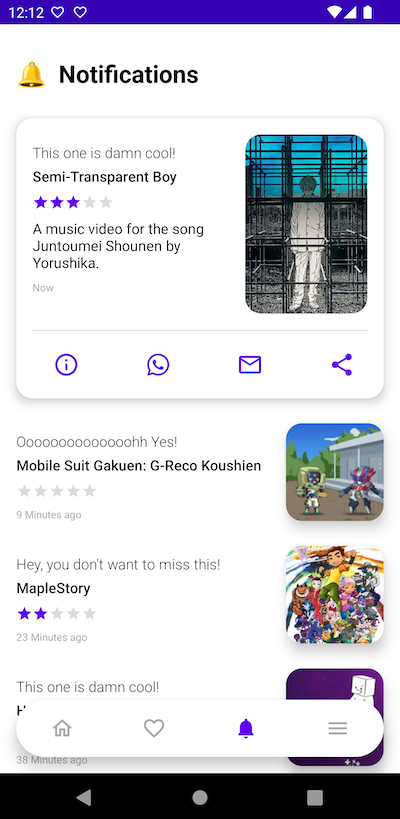 12:12
Notifications
This one is damn cool!
Semi-Transparent Boy
A music video for the song
Juntoumei Shounen by
Yorushika.
Now
Oooooooooooooohh Yes!
Mobile Suit Gakuen: G-Reco Koushien
9 Minutes ago
Hey, you don't want to miss this!
MapleStory
23 Minutes ago
This one is damn cool!
38 Minutes ago